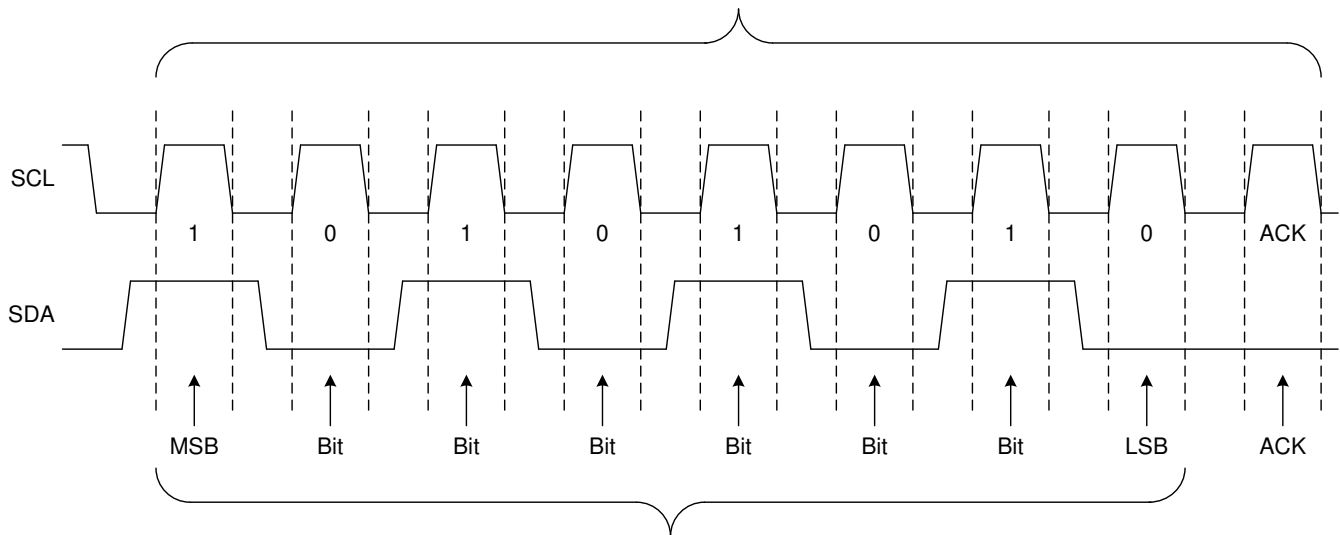 SCL
1 0 1 0 1 0 1 0 ACK
SDA
MSB Bit Bit Bit Bit Bit Bit LSB ACK